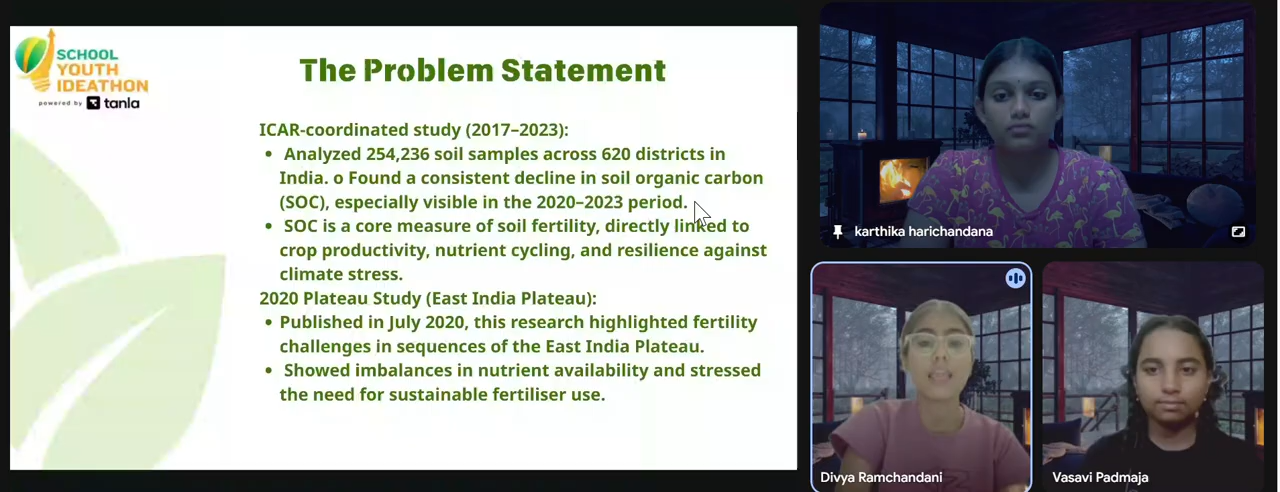 SCHOOL
YOUTH
IDEATHON
powered by tanla
The Problem Statement
ICAR-coordinated study (2017–2023):
• Analyzed 254,236 soil samples across 620 districts in
India. o Found a consistent decline in soil organic carbon
(SOC), especially visible in the 2020–2023 period.
• SOC is a core measure of soil fertility, directly linked to
crop productivity, nutrient cycling, and resilience against
climate stress.
2020 Plateau Study (East India Plateau):
• Published in July 2020, this research highlighted fertility
challenges in sequences of the East India Plateau.
• Showed imbalances in nutrient availability and stressed
the need for sustainable fertiliser use.
karthika harichandana
Divya Ramchandani
Vasavi Padmaja